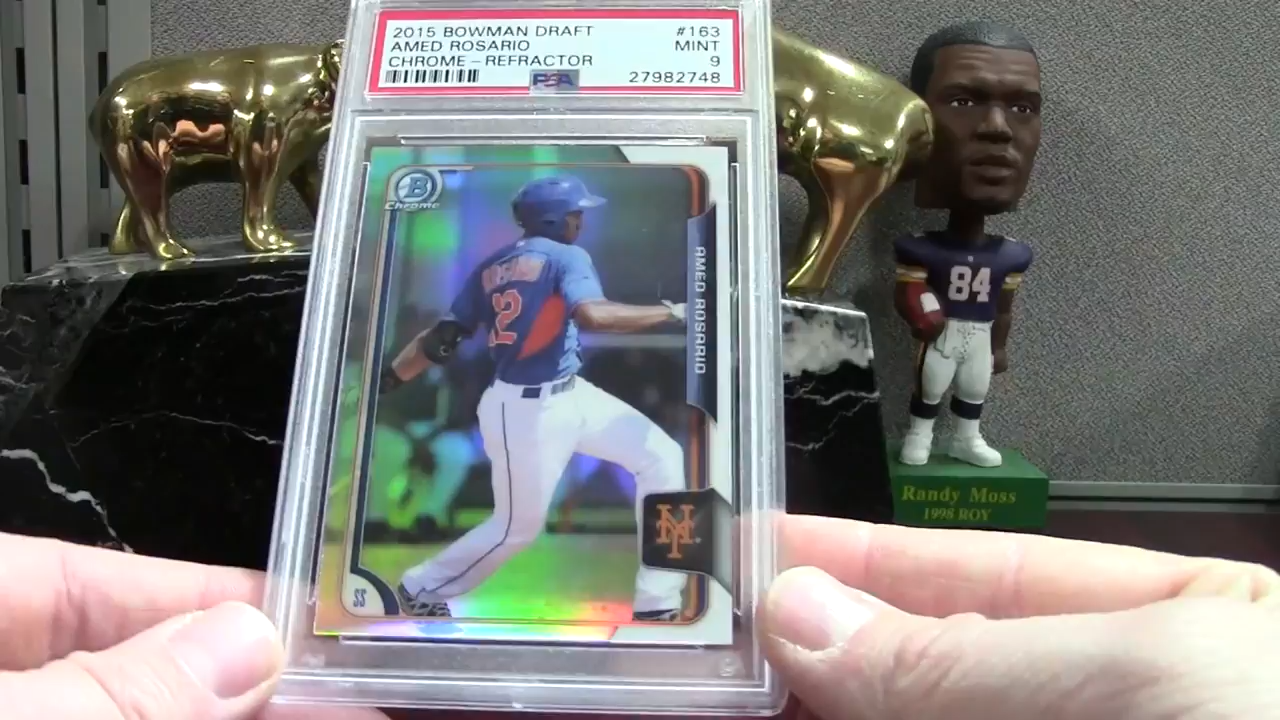 2015 BOWMAN DRAFT #163
AMED ROSARIO MINT
CHROME - REFRACTOR 9
PSA 27982748
B
Chrome
ROSARIO
12
AMED ROSARIO
NY
SS
84
Randy Moss
1998 ROY